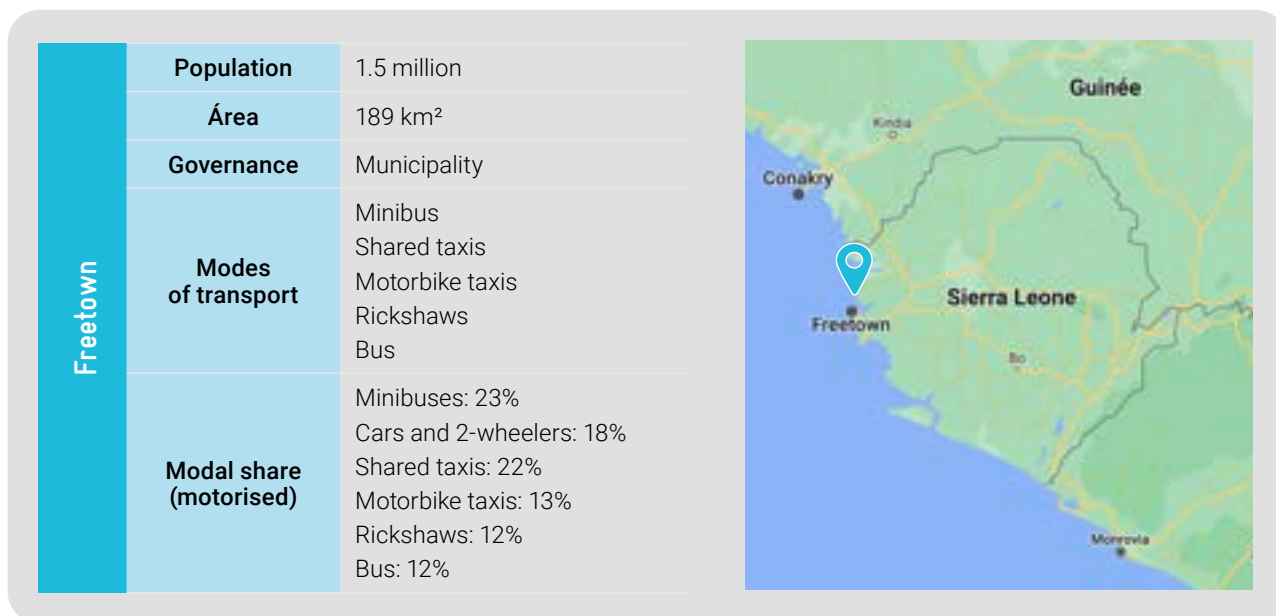 Freetown
Population
1.5 million
Área
189 km²
Governance
Municipality
Modes
of transport
Minibus
Shared taxis
Motorbike taxis
Rickshaws
Bus
Modal share
(motorised)
Minibuses: 23%
Cars and 2-wheelers: 18%
Shared taxis: 22%
Motorbike taxis: 13%
Rickshaws: 12%
Bus: 12%
Guinée
Kindia
Conakry
Sierra Leone
Freetown
Bo
Monrovia